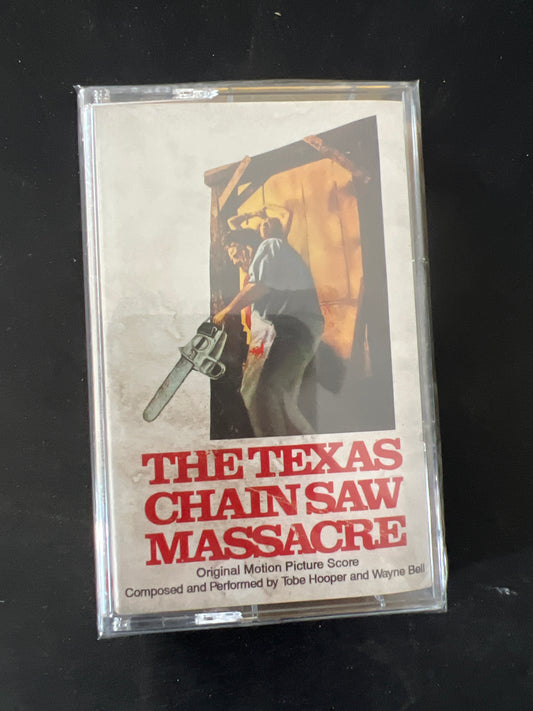 THE TEXAS
CHAIN SAW
MASSACRE
Original Motion Picture Score
Composed and Performed by Tobe Hooper and Wayne Bell